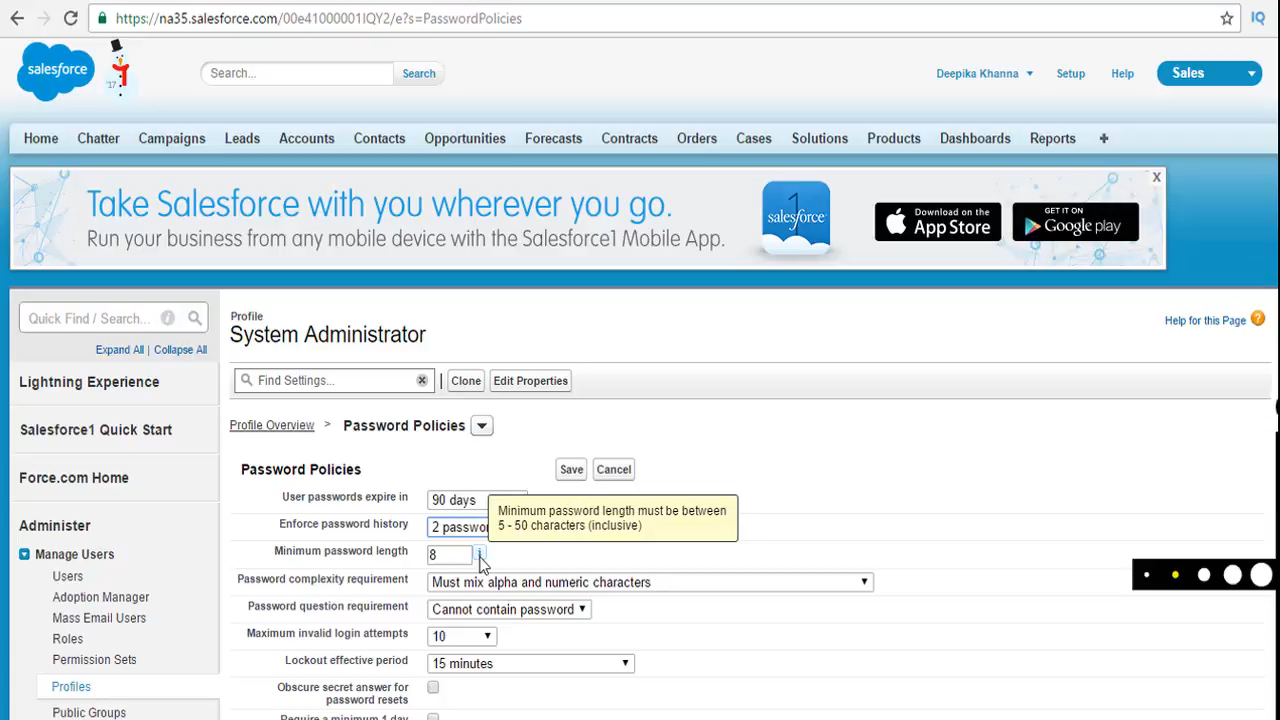 https://na35.salesforce.com/00e41000001IQY2/e?s=PasswordPolicies
IQ
salesforce
'17
Search...
Search
Deepika Khanna
Setup
Help
Sales
Home
Chatter
Campaigns
Leads
Accounts
Contacts
Opportunities
Forecasts
Contracts
Orders
Cases
Solutions
Products
Dashboards
Reports
+
Take Salesforce with you wherever you go.
Run your business from any mobile device with the Salesforce1 Mobile App.
1
salesforce
Download on the
App Store
GET IT ON
Google play
X
Quick Find / Search...
Expand All | Collapse All
Lightning Experience
Salesforce1 Quick Start
Force.com Home
Administer
Manage Users
Users
Adoption Manager
Mass Email Users
Roles
Permission Sets
Profiles
Public Groups
Profile
System Administrator
Help for this Page ?
Find Settings...
Clone
Edit Properties
Profile Overview > Password Policies
Password Policies
Save
Cancel
User passwords expire in
90 days
Enforce password history
2 passwo
Minimum password length must be between
5 - 50 characters (inclusive)
Minimum password length
8
Password complexity requirement
Must mix alpha and numeric characters
Password question requirement
Cannot contain password
Maximum invalid login attempts
10
Lockout effective period
15 minutes
Obscure secret answer for
password resets
Require a minimum 1 day